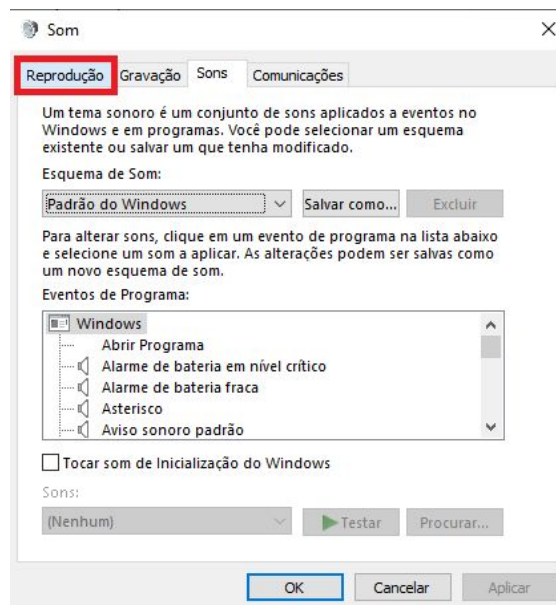 Som
Reprodução Gravação Sons Comunicações
Um tema sonoro é um conjunto de sons aplicados a eventos no
Windows e em programas. Você pode selecionar um esquema
existente ou salvar um que tenha modificado.
Esquema de Som:
Padrão do Windows Salvar como... Excluir
Para alterar sons, clique em um evento de programa na lista abaixo
e selecione um som a aplicar. As alterações podem ser salvas como
um novo esquema de som.
Eventos de Programa:
Windows
Abrir Programa
Alarme de bateria em nível crítico
Alarme de bateria fraca
Asterisco
Aviso sonoro padrão
Tocar som de Inicialização do Windows
Sons:
(Nenhum) Testar Procurar...
OK Cancelar Aplicar